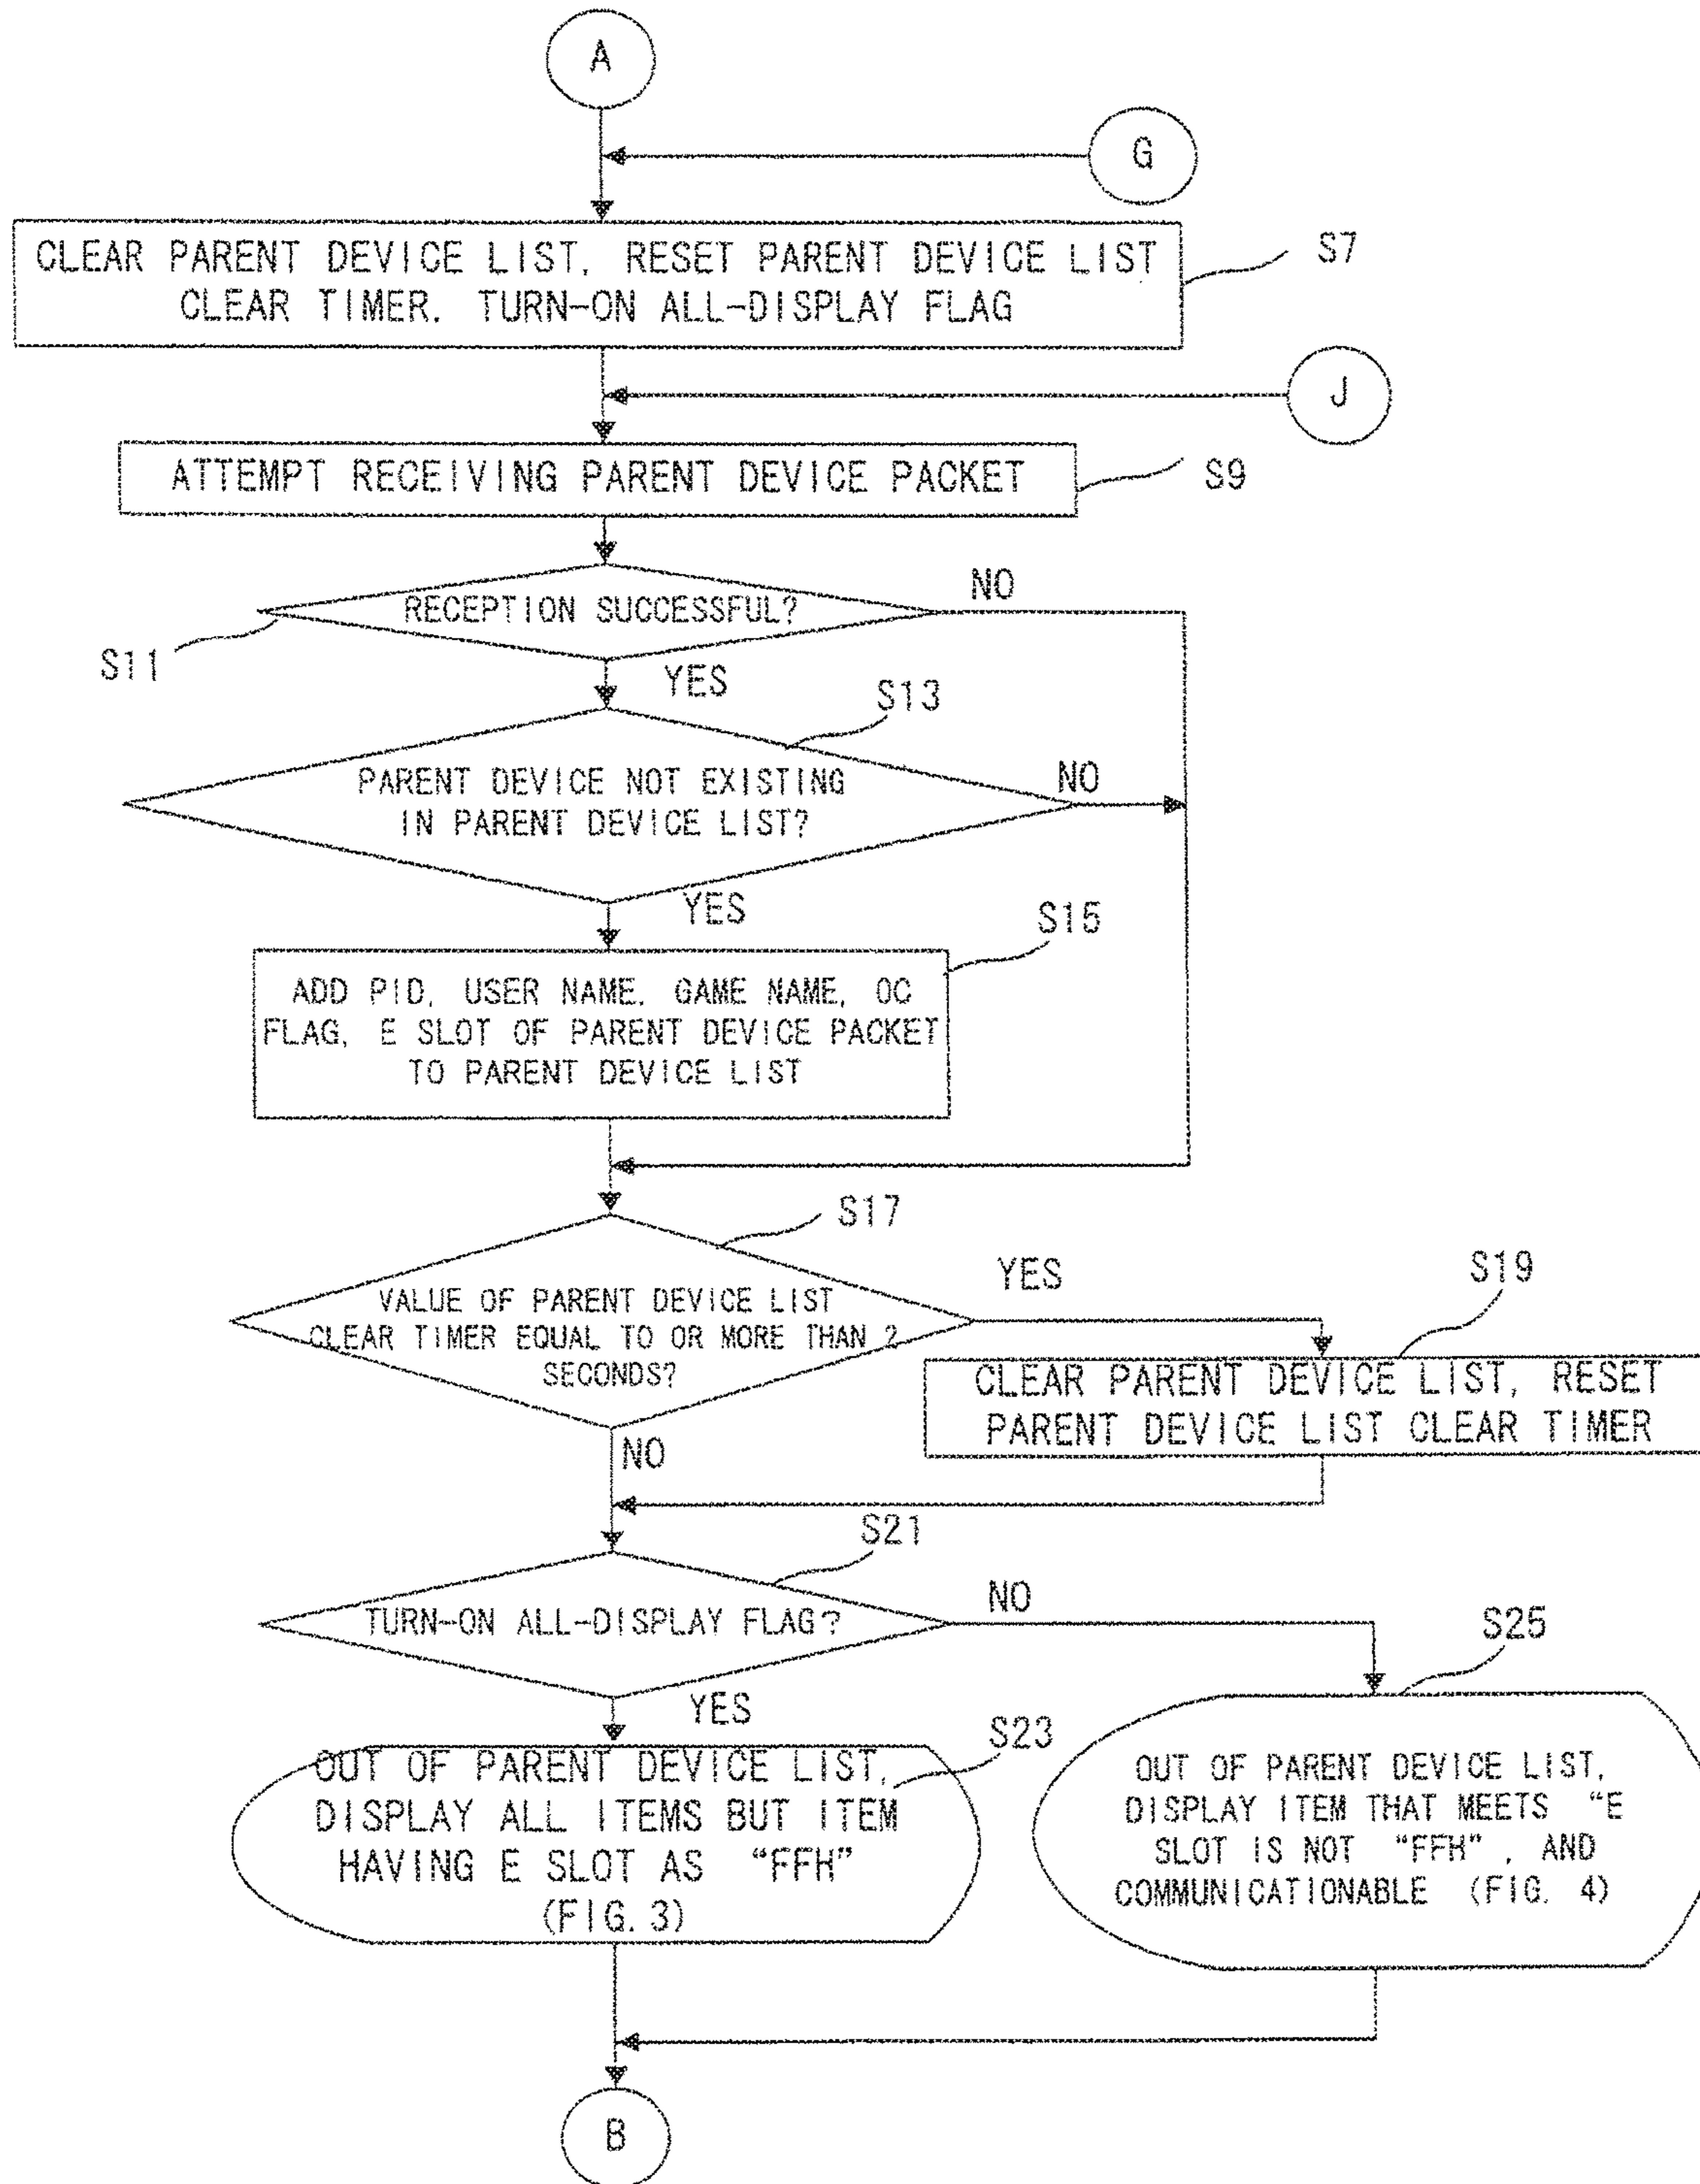 A
G
CLEAR PARENT DEVICE LIST, RESET PARENT DEVICE LIST
CLEAR TIMER. TURN-ON ALL-DISPLAY FLAG
S7
J
ATTEMPT RECEIVING PARENT DEVICE PACKET
S9
RECEPTION SUCCESSFUL?
NO
S11
YES
S13
PARENT DEVICE NOT EXISTING
IN PARENT DEVICE LIST?
NO
YES
S15
ADD PID, USER NAME, GAME NAME, OC
FLAG, E SLOT OF PARENT DEVICE PACKET
TO PARENT DEVICE LIST
S17
VALUE OF PARENT DEVICE LIST
CLEAR TIMER EQUAL TO OR MORE THAN 2
SECONDS?
YES
S19
CLEAR PARENT DEVICE LIST, RESET
PARENT DEVICE LIST CLEAR TIMER
NO
S21
TURN-ON ALL-DISPLAY FLAG?
NO
S25
YES
S23
OUT OF PARENT DEVICE LIST,
DISPLAY ALL ITEMS BUT ITEM
HAVING E SLOT AS "FFH"
(FIG. 3)
OUT OF PARENT DEVICE LIST,
DISPLAY ITEM THAT MEETS "E
SLOT IS NOT "FFH", AND
COMMUNICATIONABLE (FIG. 4)
B